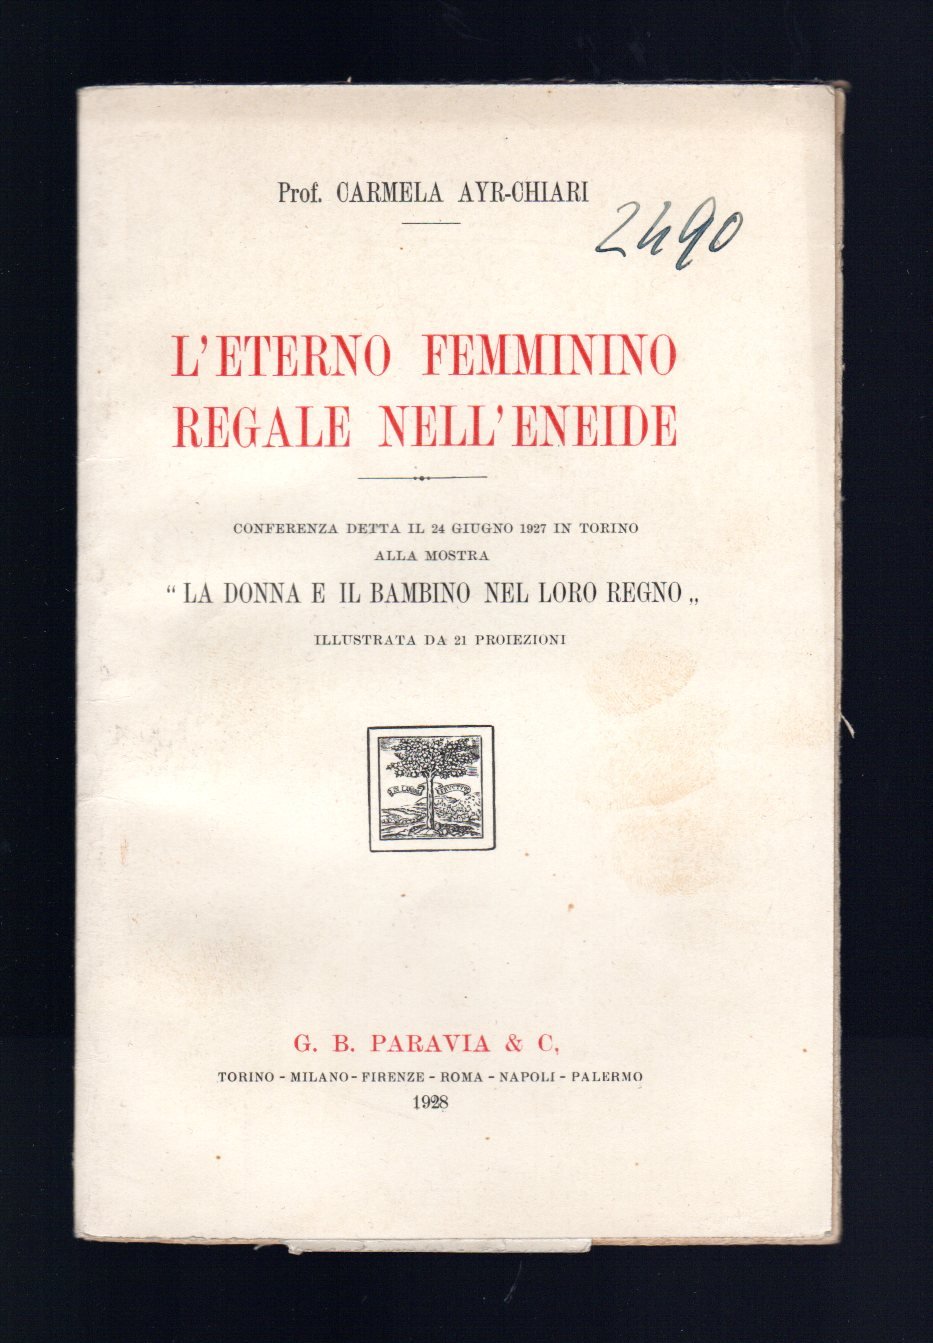 Prof. CARMELA AYR-CHIARI
2490
L'ETERNO FEMMININO
REGALE NELL'ENEIDE
CONFERENZA DETTA IL 24 GIUGNO 1927 IN TORINO
ALLA MOSTRA
“ LA DONNA E IL BAMBINO NEL LORO REGNO „
ILLUSTRATA DA 21 PROIEZIONI
G. B. PARAVIA & C.
TORINO - MILANO - FIRENZE - ROMA - NAPOLI - PALERMO
1928